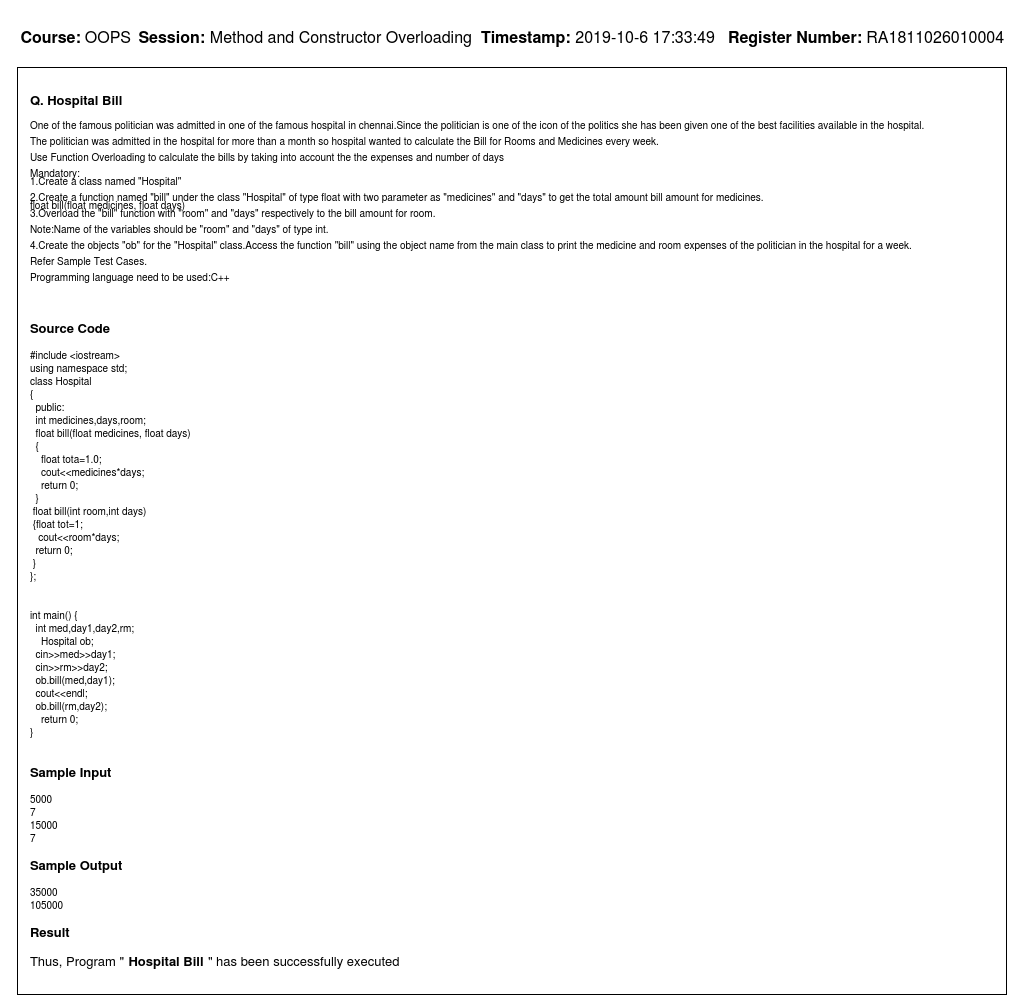 Course: OOPS Session: Method and Constructor Overloading Timestamp: 2019-10-6 17:33:49 Register Number: RA1811026010004
Q. Hospital Bill
One of the famous politician was admitted in one of the famous hospital in chennai.Since the politician is one of the icon of the politics she has been given one of the best facilities available in the hospital.
The politician was admitted in the hospital for more than a month so hospital wanted to calculate the Bill for Rooms and Medicines every week.
Use Function Overloading to calculate the bills by taking into account the the expenses and number of days
Mandatory:
1.Create a class named "Hospital"
2.Create a function named "bill" under the class "Hospital" of type float with two parameter as "medicines" and "days" to get the total amount bill amount for medicines.
float bill(float medicines, float days)
3.Overload the "bill" function with "room" and "days" respectively to the bill amount for room.
Note:Name of the variables should be "room" and "days" of type int.
4.Create the objects "ob" for the "Hospital" class.Access the function "bill" using the object name from the main class to print the medicine and room expenses of the politician in the hospital for a week.
Refer Sample Test Cases.
Programming language need to be used:C++
Source Code
#include <iostream>
using namespace std;
class Hospital
{
public:
int medicines,days,room;
float bill(float medicines, float days)
{
float tota=1.0;
cout<<medicines*days;
return 0;
}
float bill(int room,int days)
{float tot=1;
cout<<room*days;
return 0;
}
};
int main() {
int med,day1,day2,rm;
Hospital ob;
cin>>med>>day1;
cin>>rm>>day2;
ob.bill(med,day1);
cout<<endl;
ob.bill(rm,day2);
return 0;
}
Sample Input
5000
7
15000
7
Sample Output
35000
105000
Result
Thus, Program " Hospital Bill " has been successfully executed